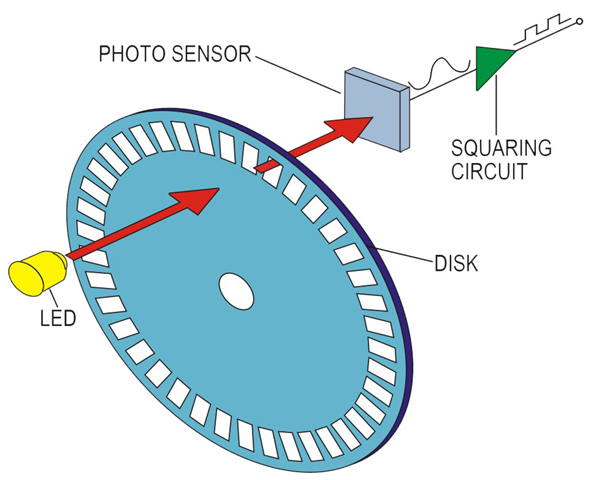 PHOTO SENSOR
SQUARING
CIRCUIT
DISK
LED